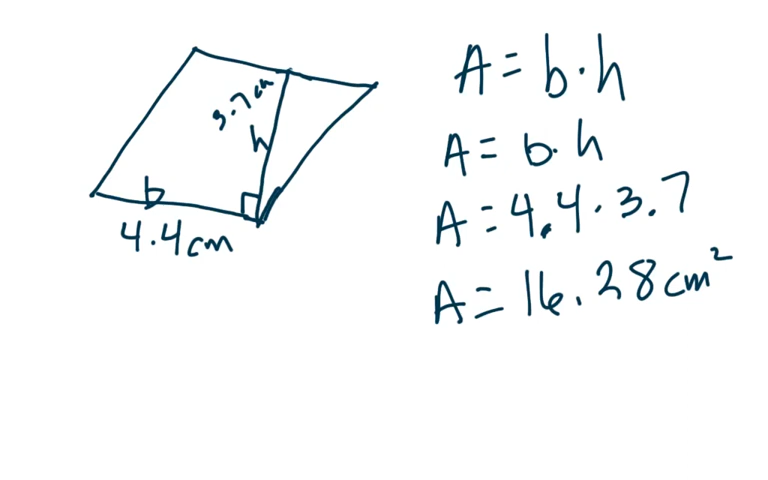 3.7cm
h
b
4.4cm
A = b·h
A = b·h
A = 4.4·3.7
A = 16.28cm²